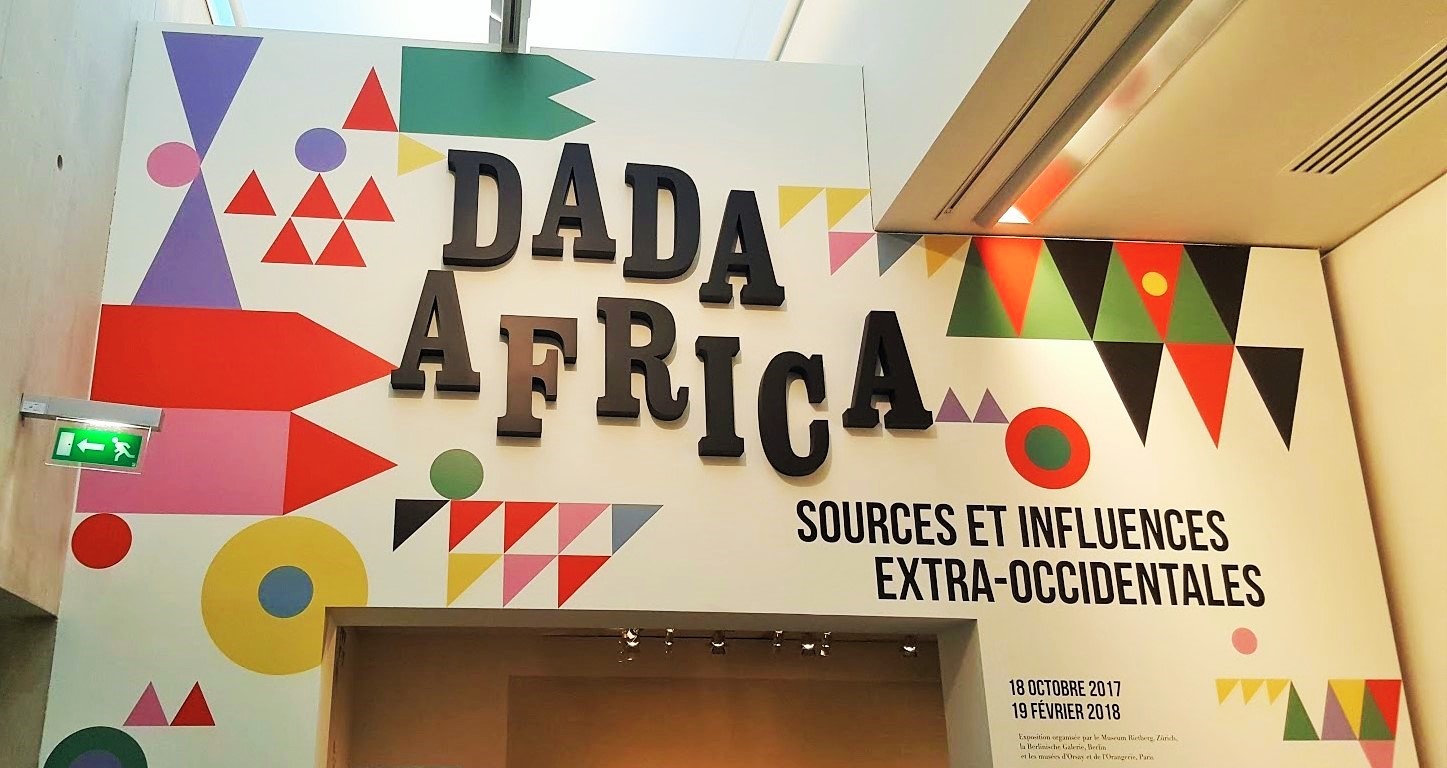 DADA
AFRICA
SOURCES ET INFLUENCES
EXTRA-OCCIDENTALES
18 OCTOBRE 2017
19 FÉVRIER 2018
Exposition organisée par le Museum Rietberg, Zürich,
la Berlinische Galerie, Berlin
et les musées d'Orsay et de l'Orangerie, Paris